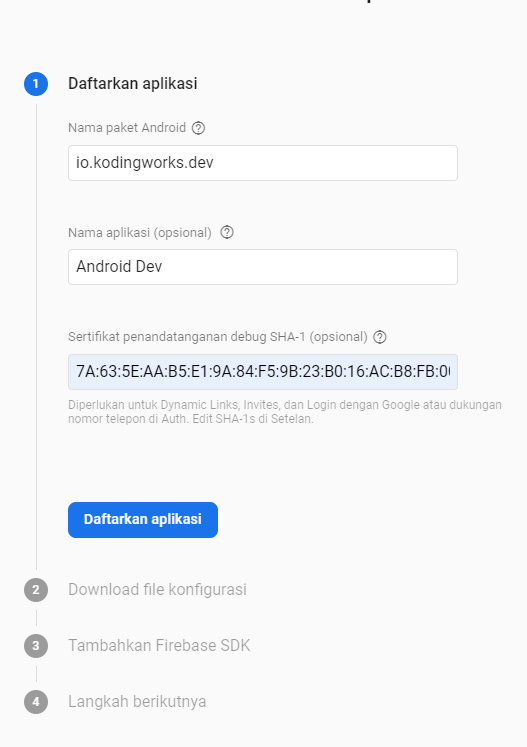 1 Daftarkan aplikasi
Nama paket Android
io.kodingworks.dev
Nama aplikasi (opsional)
Android Dev
Sertifikat penandatanganan debug SHA-1 (opsional)
7A:63:5E:AA:B5:E1:9A:84:F5:9B:23:B0:16:AC:B8:FB:0
Diperlukan untuk Dynamic Links, Invites, dan Login dengan Google atau dukungan
nomor telepon di Auth. Edit SHA-1s di Setelan.
Daftarkan aplikasi
2 Download file konfigurasi
3 Tambahkan Firebase SDK
4 Langkah berikutnya